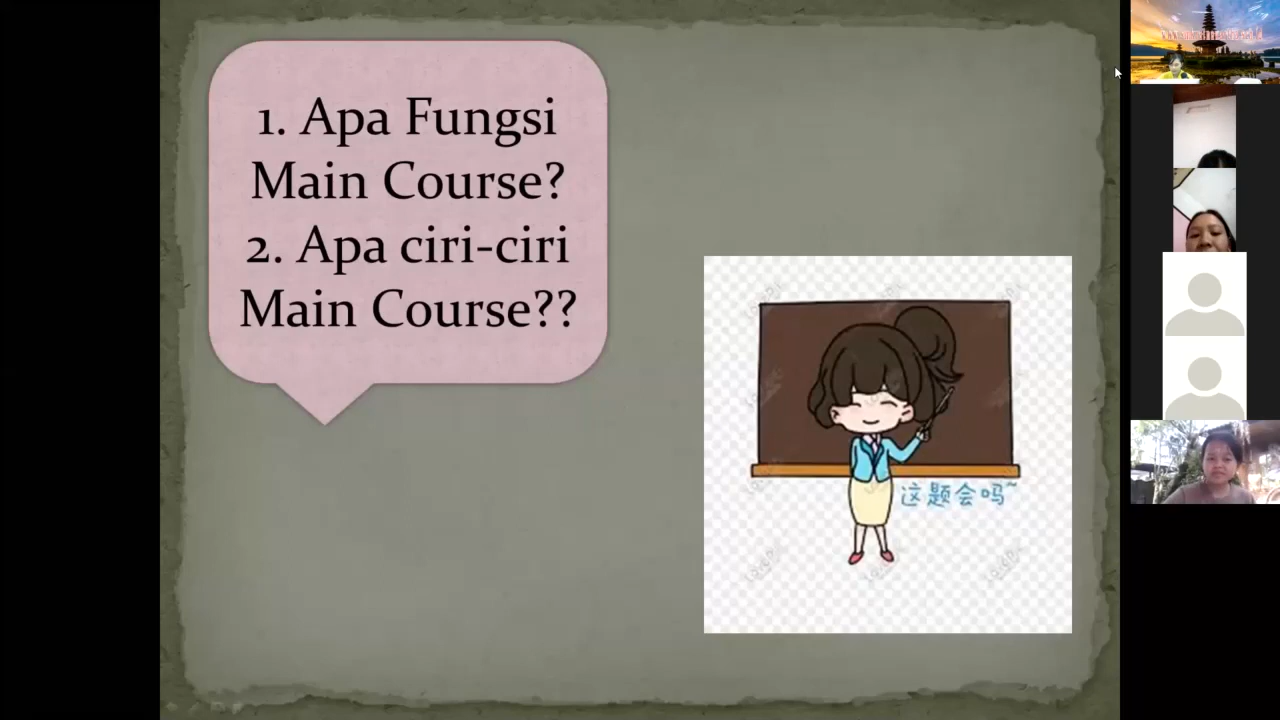 1. Apa Fungsi
Main Course?
2. Apa ciri-ciri
Main Course??
这题会吗~